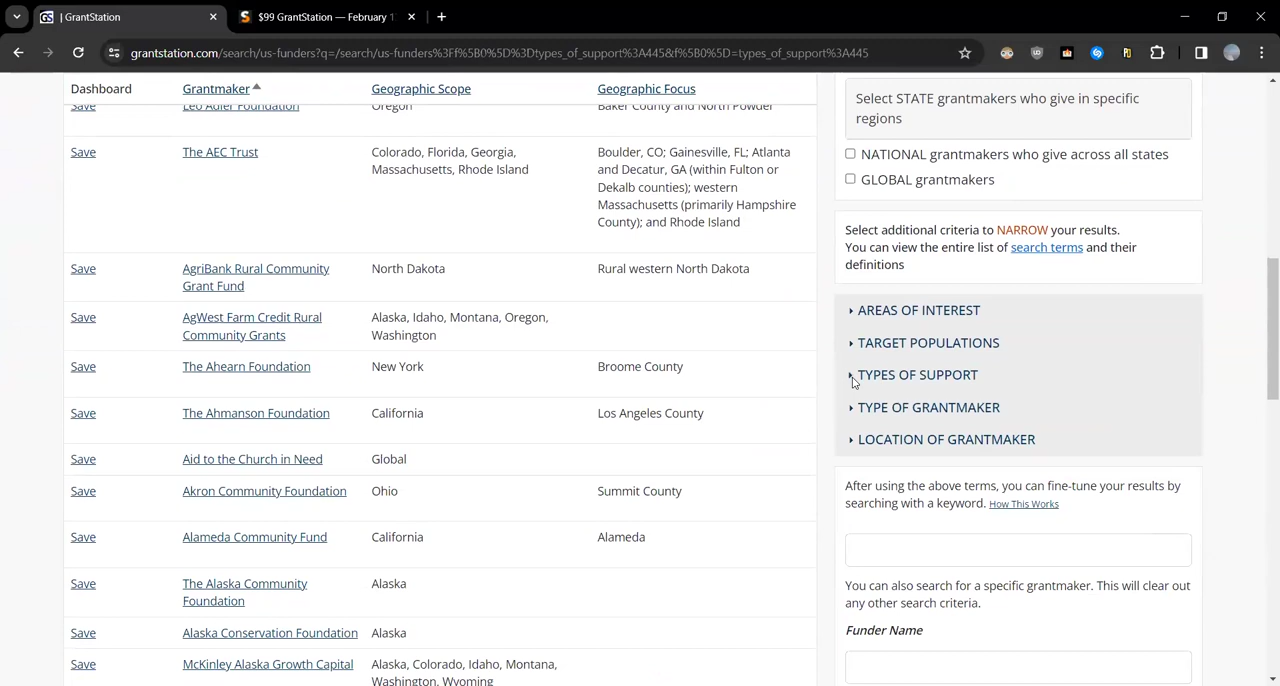 | GrantStation
$99 GrantStation — February 1
grantstation.com/search/us-funders?q=/search/us-funders%3Ff%5B0%5D%3Dtypes_of_support%3A445&f%5B0%5D=types_of_support%3A445
Dashboard Grantmaker Geographic Scope Geographic Focus
Save Leo Adler Foundation Oregon Baker County and North Powder
Save The AEC Trust Colorado, Florida, Georgia, Boulder, CO; Gainesville, FL; Atlanta
Massachusetts, Rhode Island and Decatur, GA (within Fulton or
Dekalb counties); western
Massachusetts (primarily Hampshire
County); and Rhode Island
Save AgriBank Rural Community North Dakota Rural western North Dakota
Grant Fund
Save AgWest Farm Credit Rural Alaska, Idaho, Montana, Oregon,
Community Grants Washington
Save The Ahearn Foundation New York Broome County
Save The Ahmanson Foundation California Los Angeles County
Save Aid to the Church in Need Global
Save Akron Community Foundation Ohio Summit County
Save Alameda Community Fund California Alameda
Save The Alaska Community Alaska
Foundation
Save Alaska Conservation Foundation Alaska
Save McKinley Alaska Growth Capital Alaska, Colorado, Idaho, Montana,
Washington, Wyoming
Select STATE grantmakers who give in specific
regions
NATIONAL grantmakers who give across all states
GLOBAL grantmakers
Select additional criteria to NARROW your results.
You can view the entire list of search terms and their
definitions
AREAS OF INTEREST
TARGET POPULATIONS
TYPES OF SUPPORT
TYPE OF GRANTMAKER
LOCATION OF GRANTMAKER
After using the above terms, you can fine-tune your results by
searching with a keyword. How This Works
You can also search for a specific grantmaker. This will clear out
any other search criteria.
Funder Name